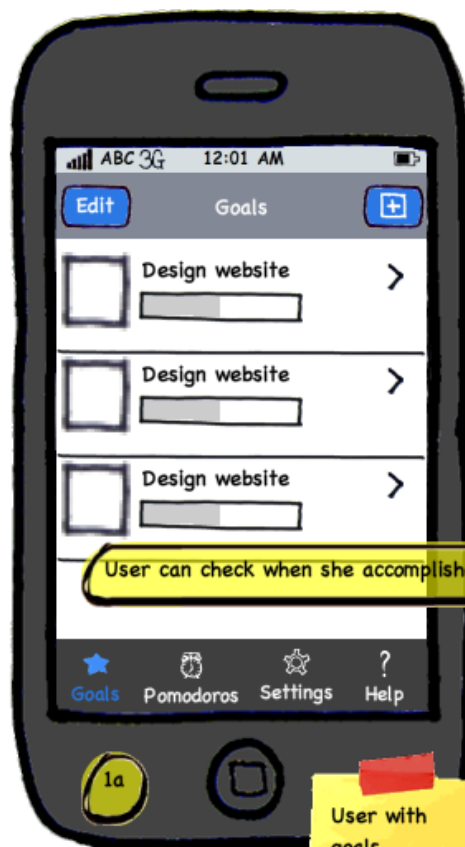 ABC 3G 12:01 AM
Edit Goals
Design website
Design website
Design website
User can check when she accomplish
Goals Pomodoros Settings Help
?
1a
User with
goals